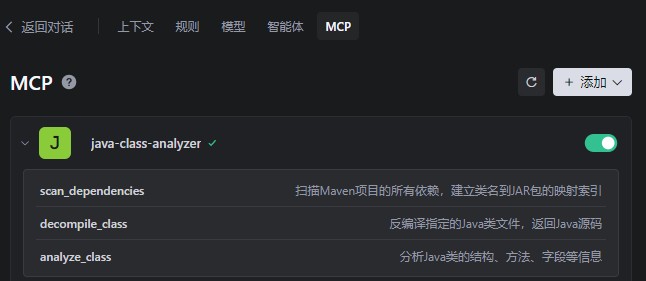 返回对话 上下文 规则 模型 智能体 MCP
MCP ? + 添加
J java-class-analyzer
scan_dependencies 扫描Maven项目的所有依赖，建立类名到JAR包的映射索引
decompile_class 反编译指定的Java类文件，返回Java源码
analyze_class 分析Java类的结构、方法、字段等信息